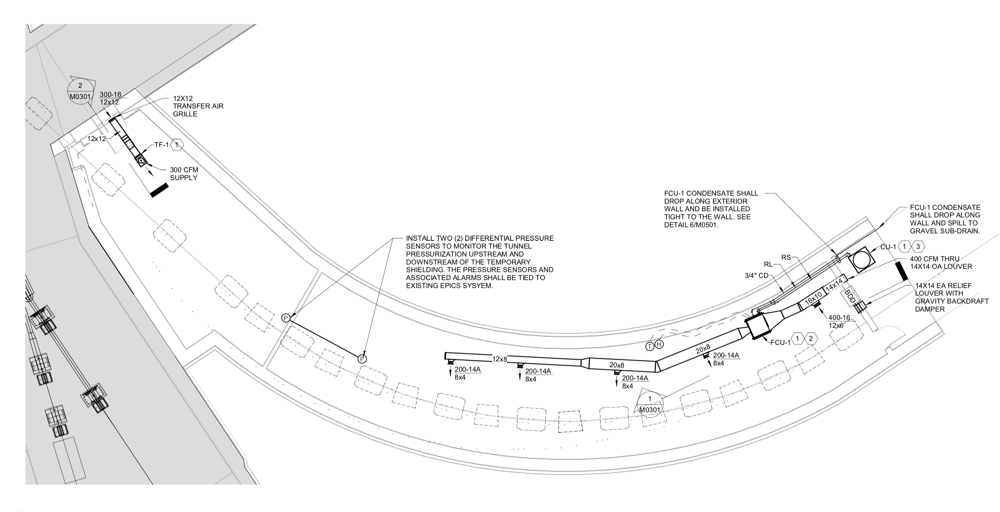 2
M0301
300-16
12x12
12X12
TRANSFER AIR
GRILLE
12x12
TF-1 1
300 CFM
SUPPLY
INSTALL TWO (2) DIFFERENTIAL PRESSURE
SENSORS TO MONITOR THE TUNNEL
PRESSURIZATION UPSTREAM AND
DOWNSTREAM OF THE TEMPORARY
SHIELDING. THE PRESSURE SENSORS AND
ASSOCIATED ALARMS SHALL BE TIED TO
EXISTING EPICS SYSYEM.
P
P
FCU-1 CONDENSATE SHALL
DROP ALONG EXTERIOR
WALL AND BE INSTALLED
TIGHT TO THE WALL. SEE
DETAIL 6/M0501.
FCU-1 CONDENSATE
SHALL DROP ALONG
WALL AND SPILL TO
GRAVEL SUB-DRAIN.
CU-1 1 3
400 CFM THRU
14X14 OA LOUVER
14X14 EA RELIEF
LOUVER WITH
GRAVITY BACKDRAFT
DAMPER
RS
RL
3/4" CD
14x14
16x10
BDD
400-16
12x6
FCU-1 1 2
T H
20x8
200-14A
8x4
20x8
200-14A
8x4
12x8
200-14A
8x4
200-14A
8x4
1
M0301